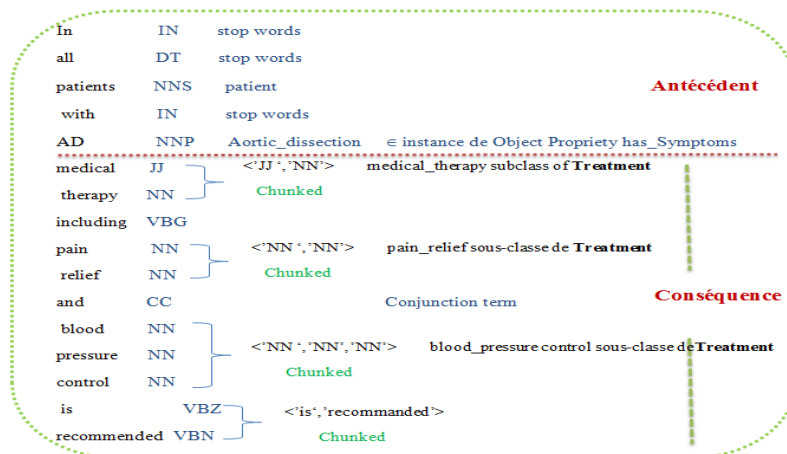 In IN stop words
all DT stop words
patients NNS patient Antécédent
with IN stop words
AD NNP Aortic_dissection ∈ instance de Object Propriety has_Symptoms
medical JJ <'JJ ‘,’NN’> medical_therapy subclass of Treatment
therapy NN Chunked
including VBG
pain NN <’NN ‘,’NN’> pain_relief sous-classe de Treatment
relief NN Chunked
and CC Conjunction term Conséquence
blood NN
pressure NN <’NN ‘,’NN’,’NN’> blood_pressure control sous-classe de Treatment
Chunked
control NN
is VBZ <’is‘,’recommanded’>
recommended VBN Chunked